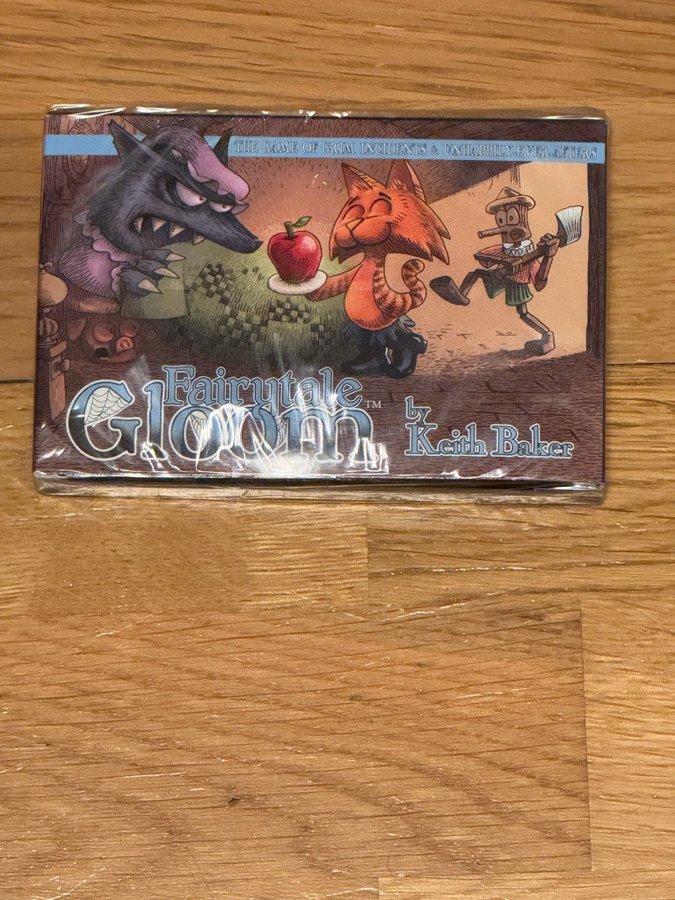 THE GAME OF GRIM INCIDENTS & UNHAPPILY-EVER-AFTERS
Fairytale
Gloom™
by
Keith Baker